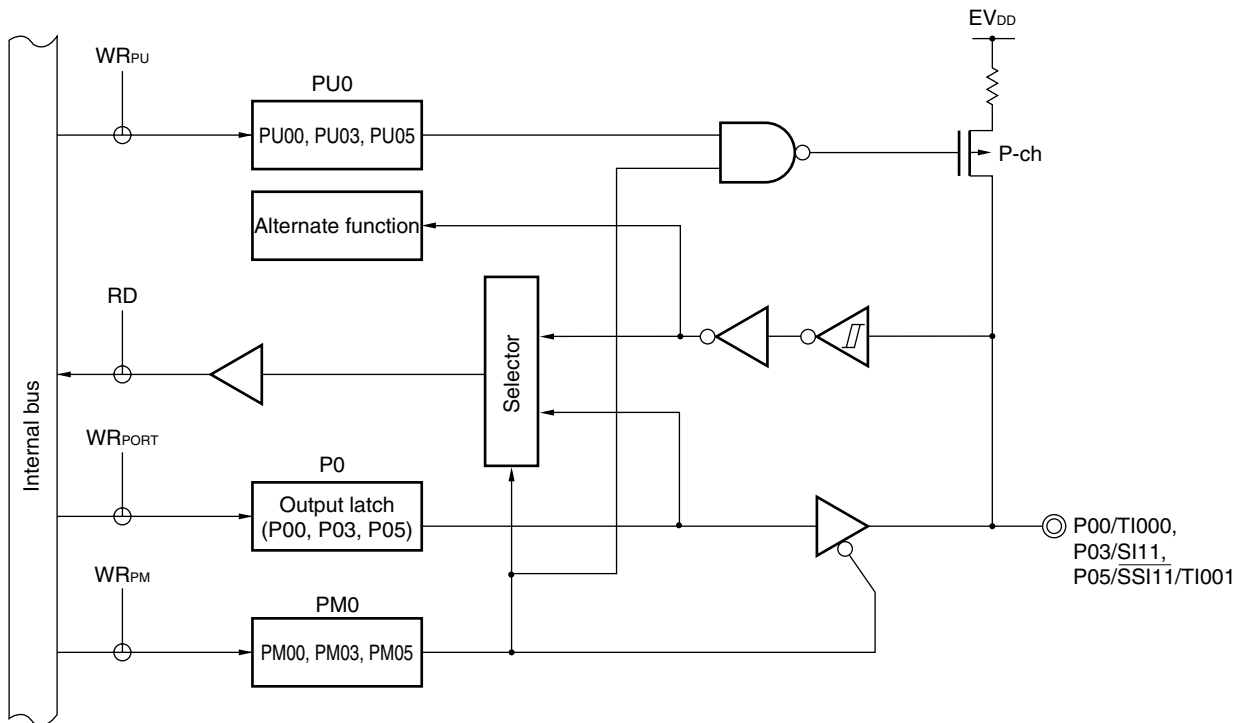 EVDD
WRPU
PU0
PU00, PU03, PU05
P-ch
Alternate function
RD
Selector
Internal bus
WRPORT
P0
Output latch
(P00, P03, P05)
P00/TI000,
P03/SI11,
P05/SSI11/TI001
WRPM
PM0
PM00, PM03, PM05